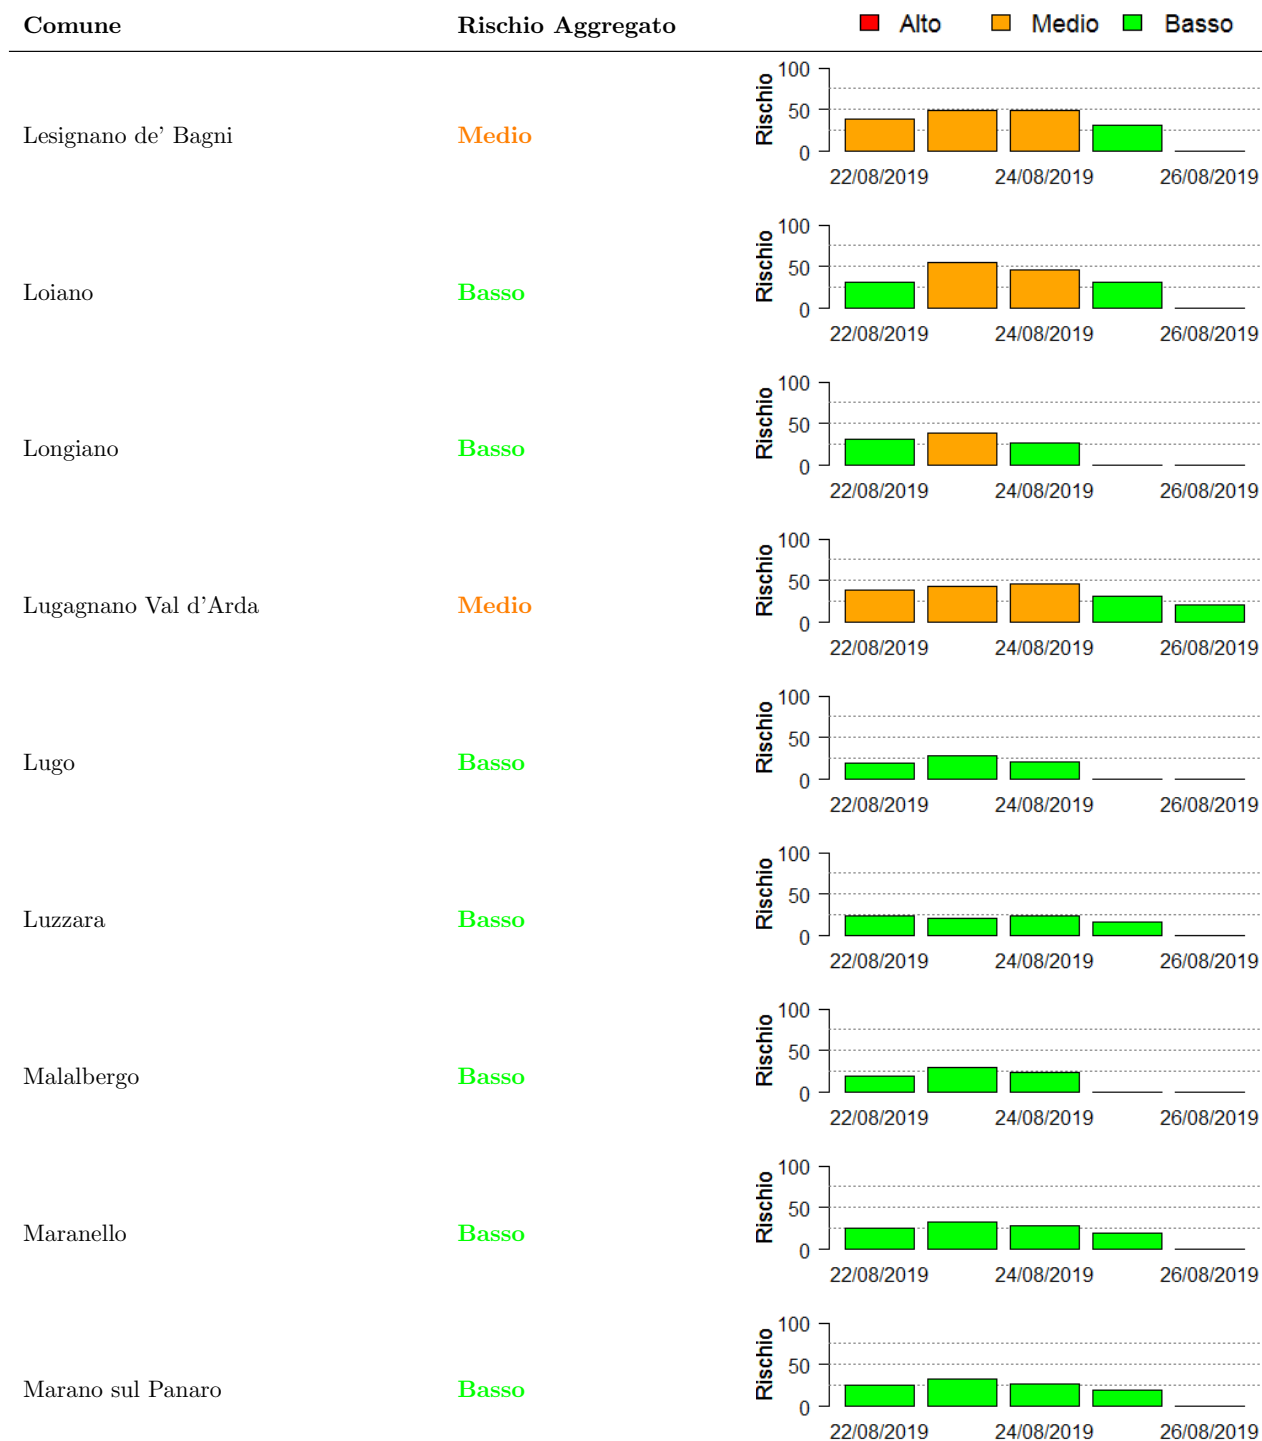 Comune Rischio Aggregato Alto Medio Basso
Lesignano de' Bagni Medio Rischio 100 50 0
22/08/2019 24/08/2019 26/08/2019
Loiano Basso Rischio 100 50 0
22/08/2019 24/08/2019 26/08/2019
Longiano Basso Rischio 100 50 0
22/08/2019 24/08/2019 26/08/2019
Lugagnano Val d'Arda Medio Rischio 100 50 0
22/08/2019 24/08/2019 26/08/2019
Lugo Basso Rischio 100 50 0
22/08/2019 24/08/2019 26/08/2019
Luzzara Basso Rischio 100 50 0
22/08/2019 24/08/2019 26/08/2019
Malalbergo Basso Rischio 100 50 0
22/08/2019 24/08/2019 26/08/2019
Maranello Basso Rischio 100 50 0
22/08/2019 24/08/2019 26/08/2019
Marano sul Panaro Basso Rischio 100 50 0
22/08/2019 24/08/2019 26/08/2019